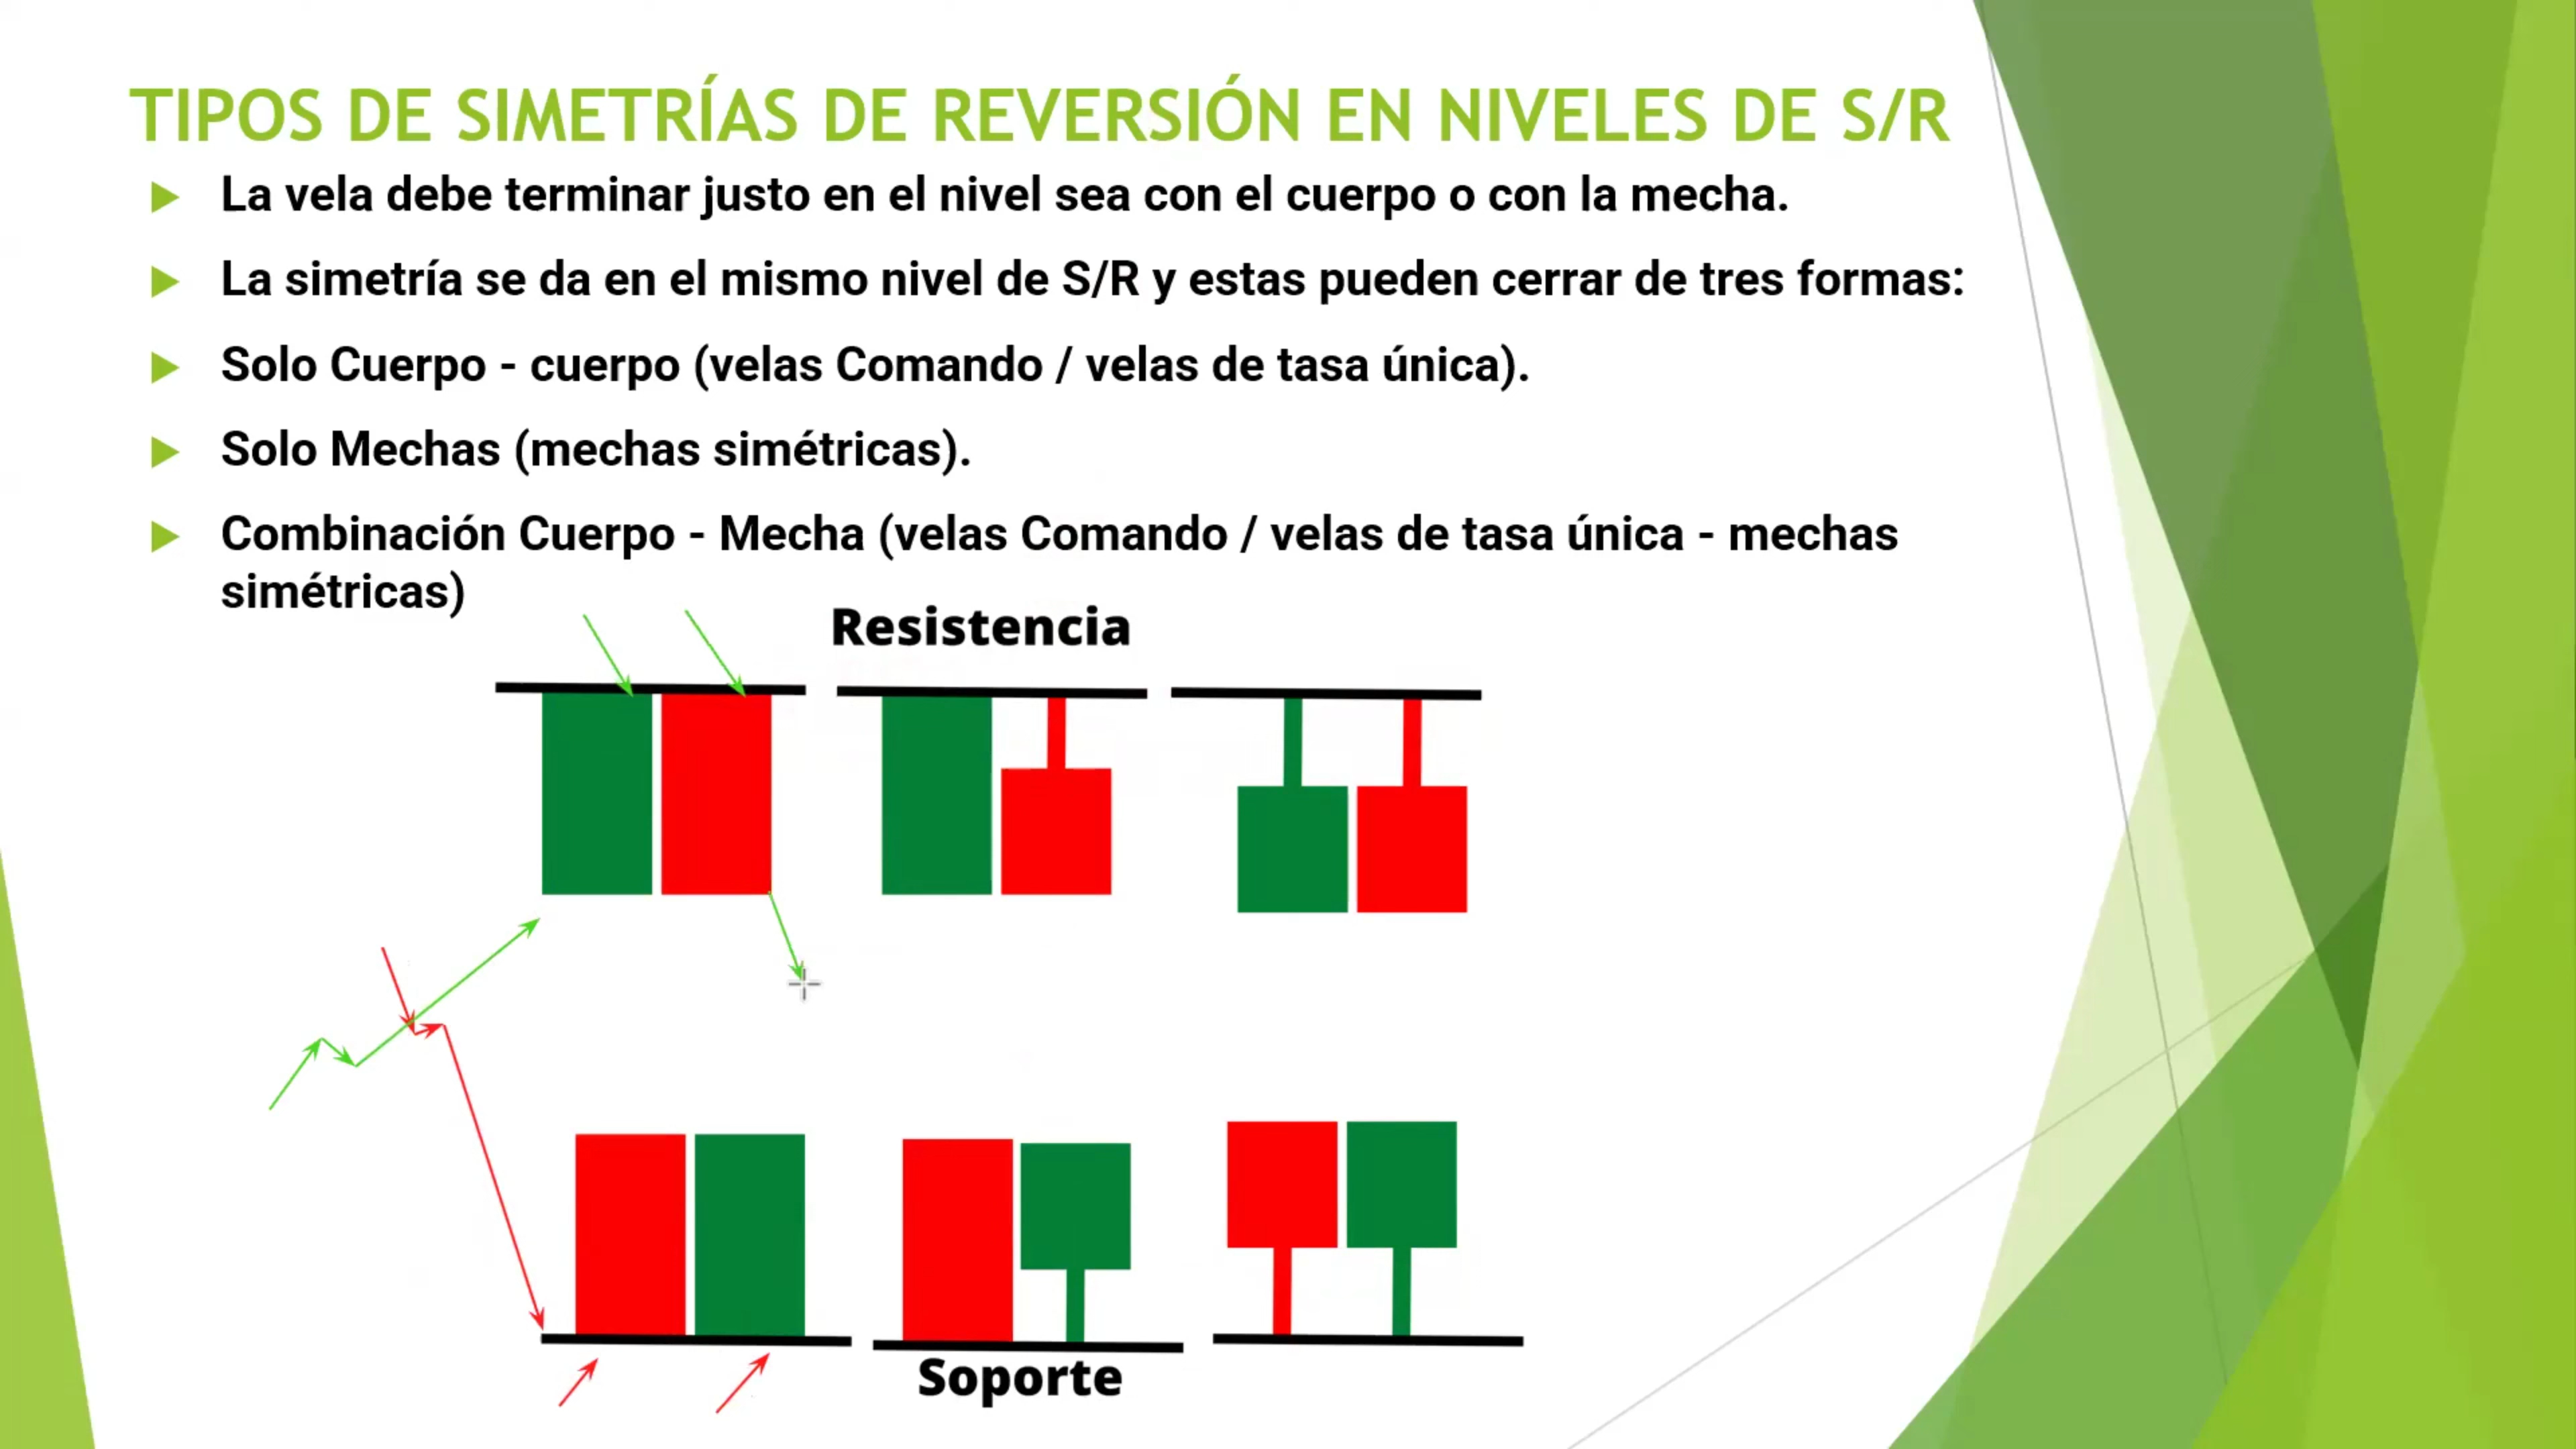 TIPOS DE SIMETRÍAS DE REVERSIÓN EN NIVELES DE S/R
La vela debe terminar justo en el nivel sea con el cuerpo o con la mecha.
La simetría se da en el mismo nivel de S/R y estas pueden cerrar de tres formas:
Solo Cuerpo - cuerpo (velas Comando / velas de tasa única).
Solo Mechas (mechas simétricas).
Combinación Cuerpo - Mecha (velas Comando / velas de tasa única - mechas
simétricas)
Resistencia
Soporte